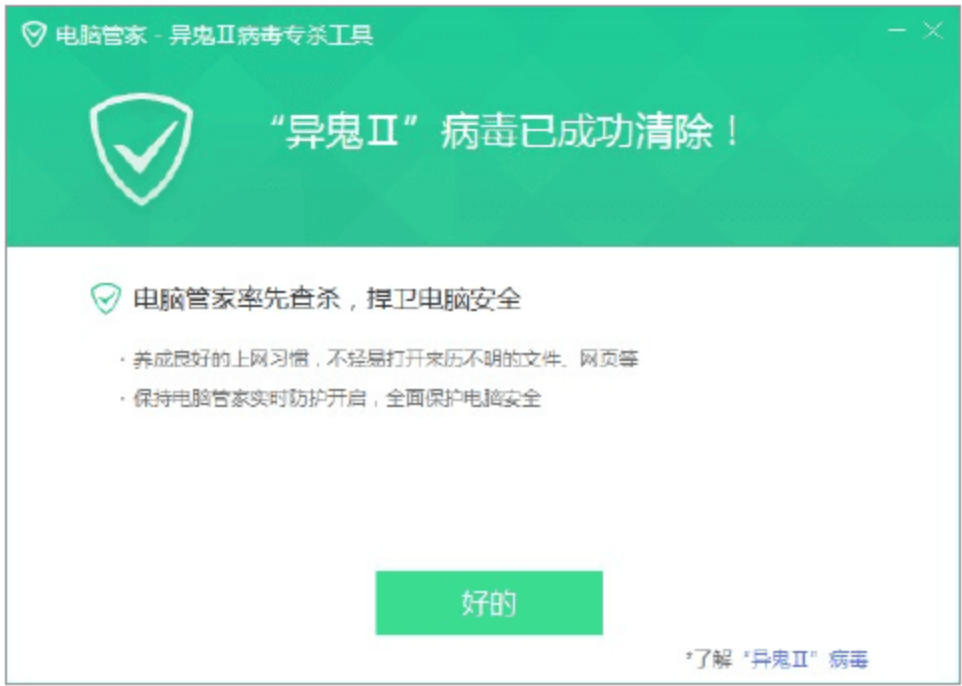 电脑管家 - 异鬼Ⅱ病毒专杀工具
“异鬼Ⅱ”病毒已成功清除！
电脑管家率先查杀，捍卫电脑安全
· 养成良好的上网习惯，不轻易打开来历不明的文件、网页等
· 保持电脑管家实时防护开启，全面保护电脑安全
好的
*了解“异鬼Ⅱ”病毒